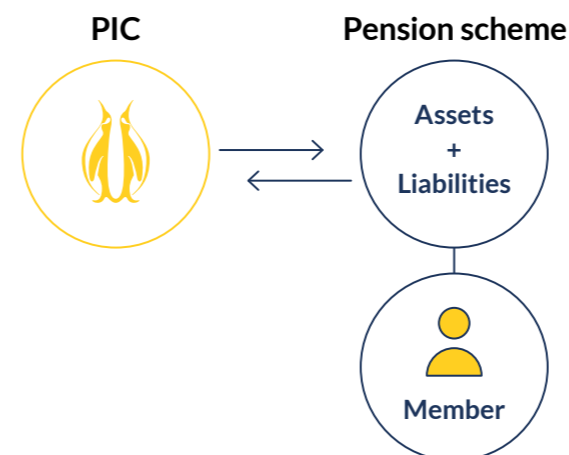 PIC
Pension scheme
Assets
+
Liabilities
Member